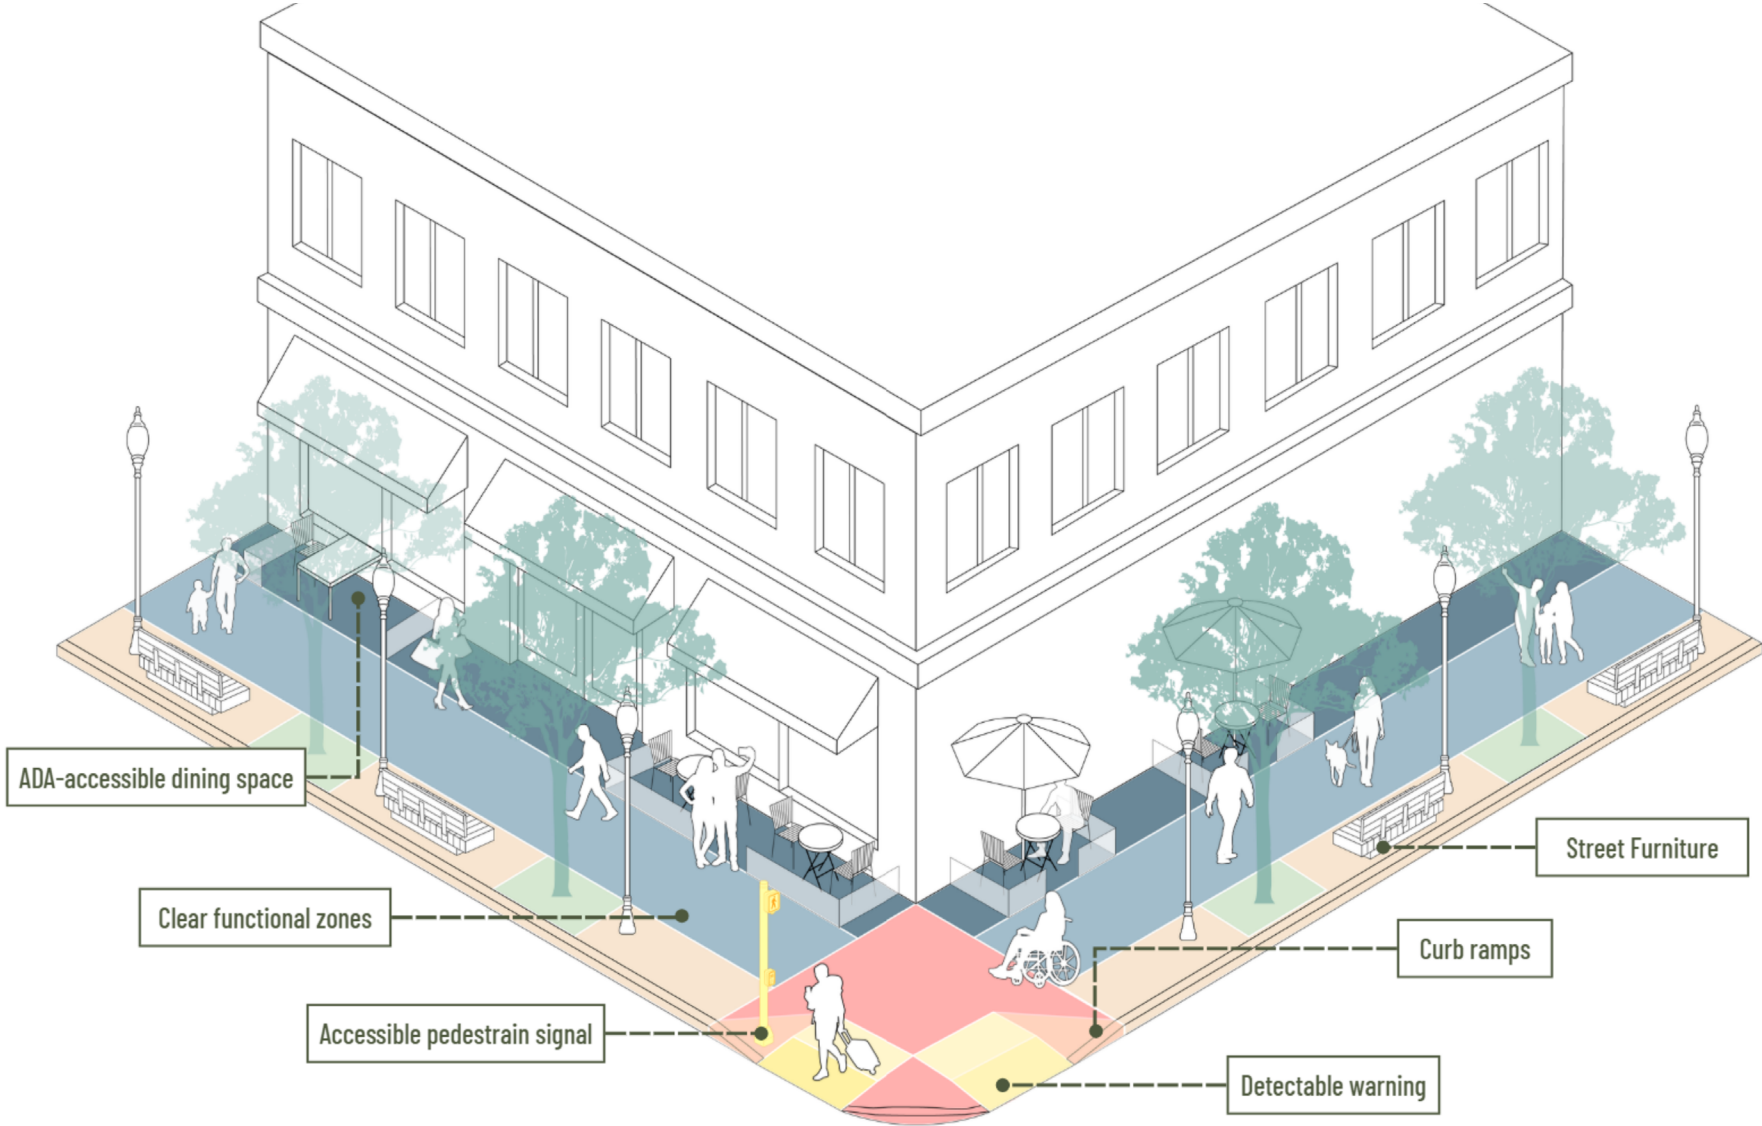 ADA-accessible dining space
Street Furniture
Clear functional zones
Curb ramps
Accessible pedestrain signal
Detectable warning